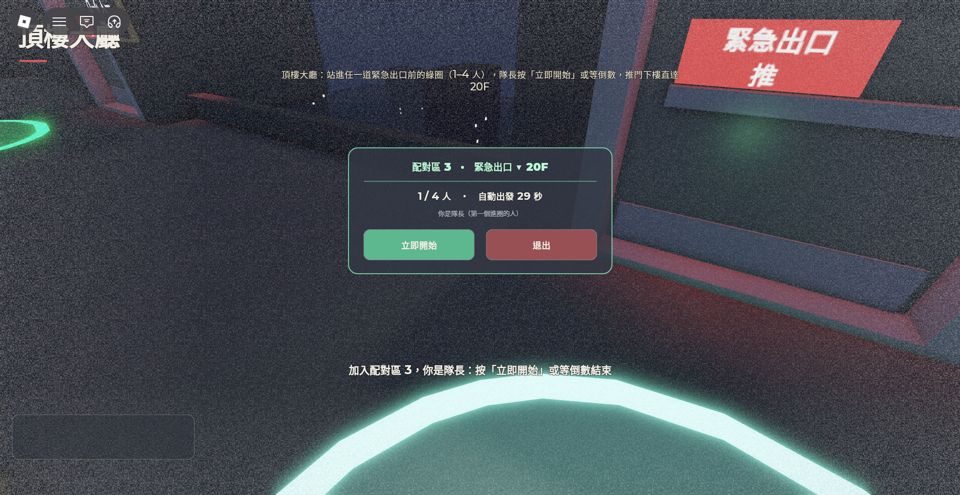 頂樓大廳
緊急出口
推
頂樓大廳：站進任一道緊急出口前的綠圈（1–4 人），隊長按「立即開始」或等倒數，推門下樓直達
20F
配對區 3 • 緊急出口 ▼ 20F
1 / 4 人 • 自動出發 29 秒
你是隊長（第一個進圈的人）
立即開始
退出
加入配對區 3，你是隊長：按「立即開始」或等倒數結束